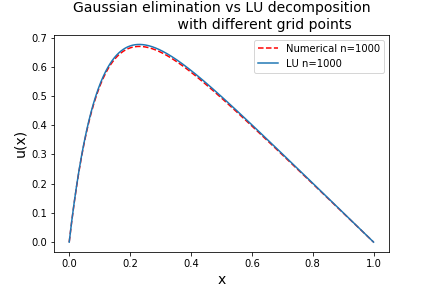 Gaussian elimination vs LU decomposition
with different grid points
0.7
0.6
0.5
0.4
0.3
0.2
0.1
0.0
u(x)
Numerical n=1000
LU n=1000
0.0 0.2 0.4 0.6 0.8 1.0
x